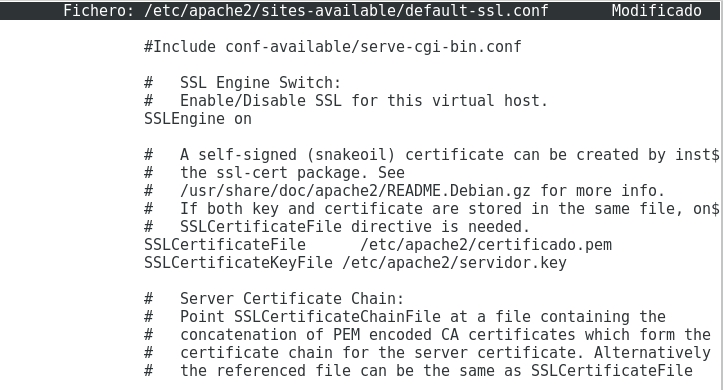 Fichero: /etc/apache2/sites-available/default-ssl.conf Modificado
#Include conf-available/serve-cgi-bin.conf
#   SSL Engine Switch:
#   Enable/Disable SSL for this virtual host.
SSLEngine on
#   A self-signed (snakeoil) certificate can be created by inst$
#   the ssl-cert package. See
#   /usr/share/doc/apache2/README.Debian.gz for more info.
#   If both key and certificate are stored in the same file, on$
#   SSLCertificateFile directive is needed.
SSLCertificateFile      /etc/apache2/certificado.pem
SSLCertificateKeyFile /etc/apache2/servidor.key
#   Server Certificate Chain:
#   Point SSLCertificateChainFile at a file containing the
#   concatenation of PEM encoded CA certificates which form the
#   certificate chain for the server certificate. Alternatively
#   the referenced file can be the same as SSLCertificateFile